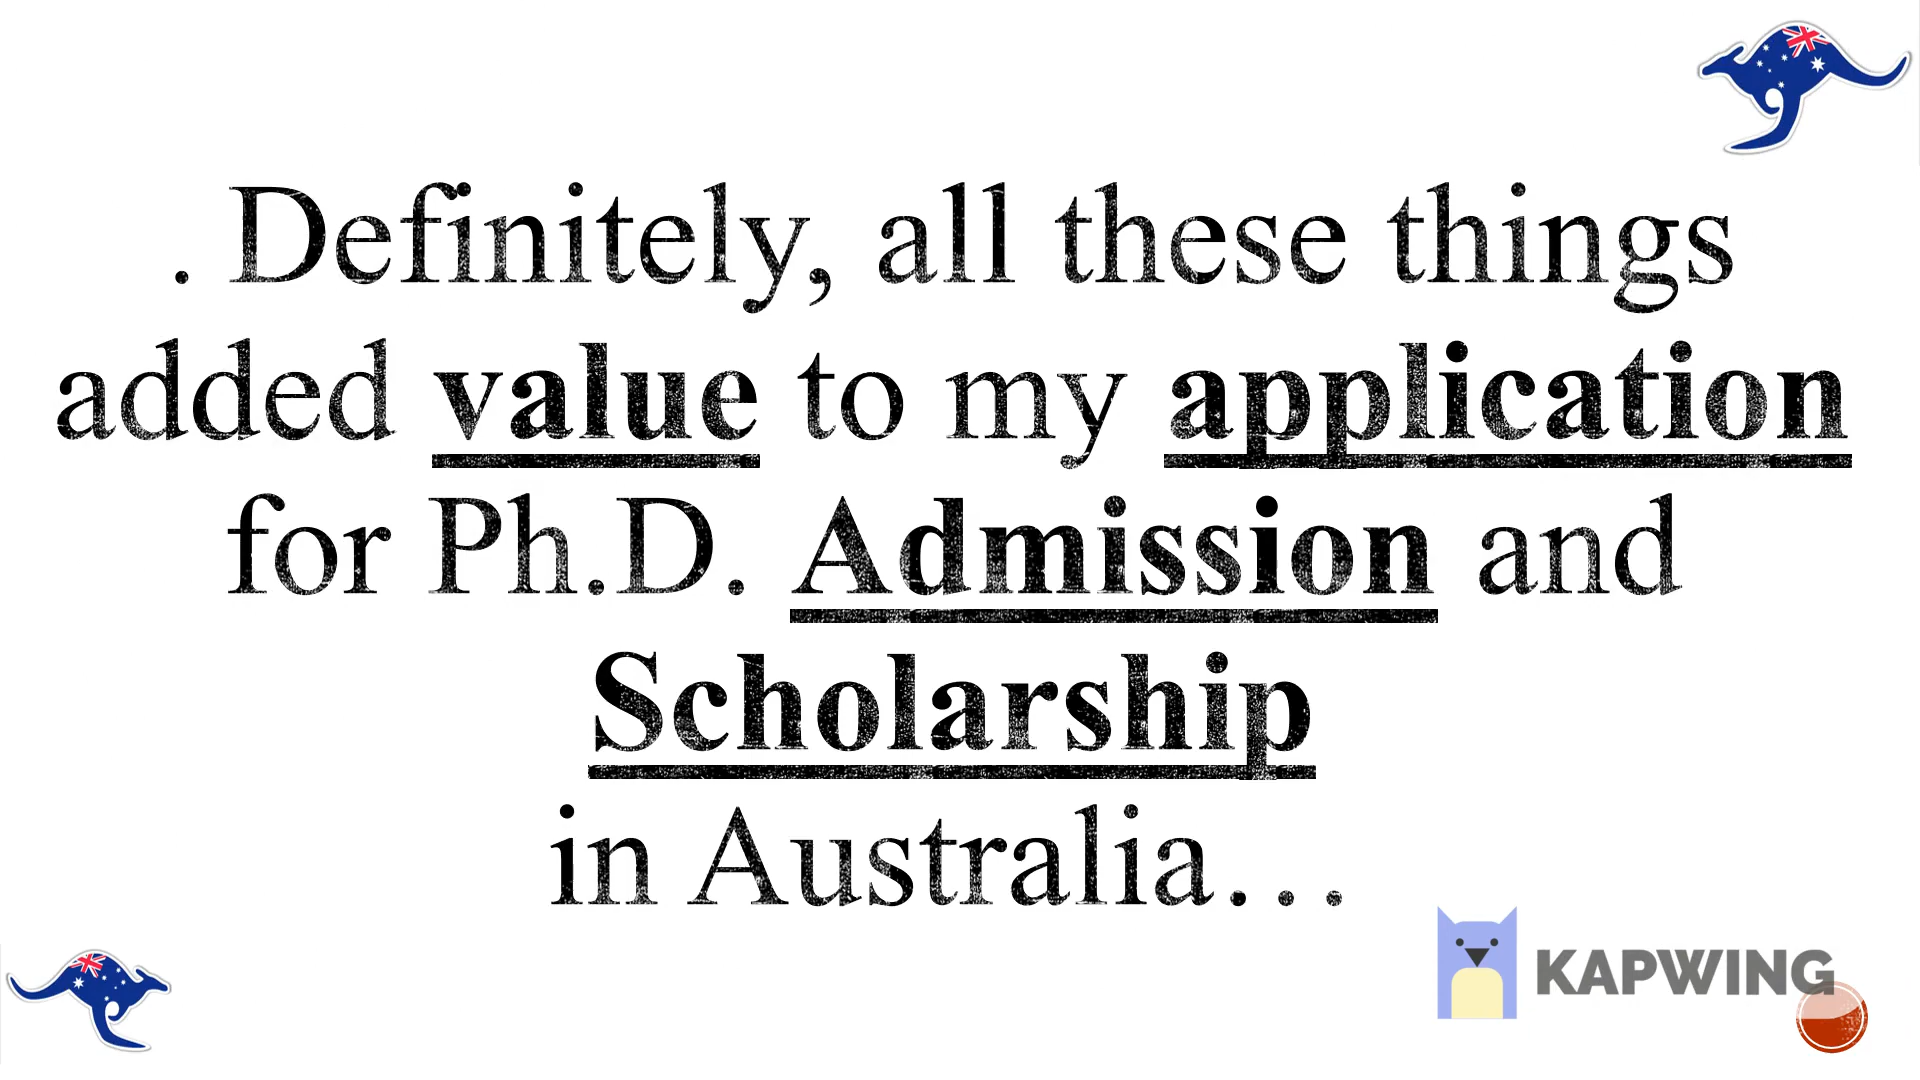 . Definitely, all these things
added value to my application
for Ph.D. Admission and
Scholarship
in Australia…
KAPWING